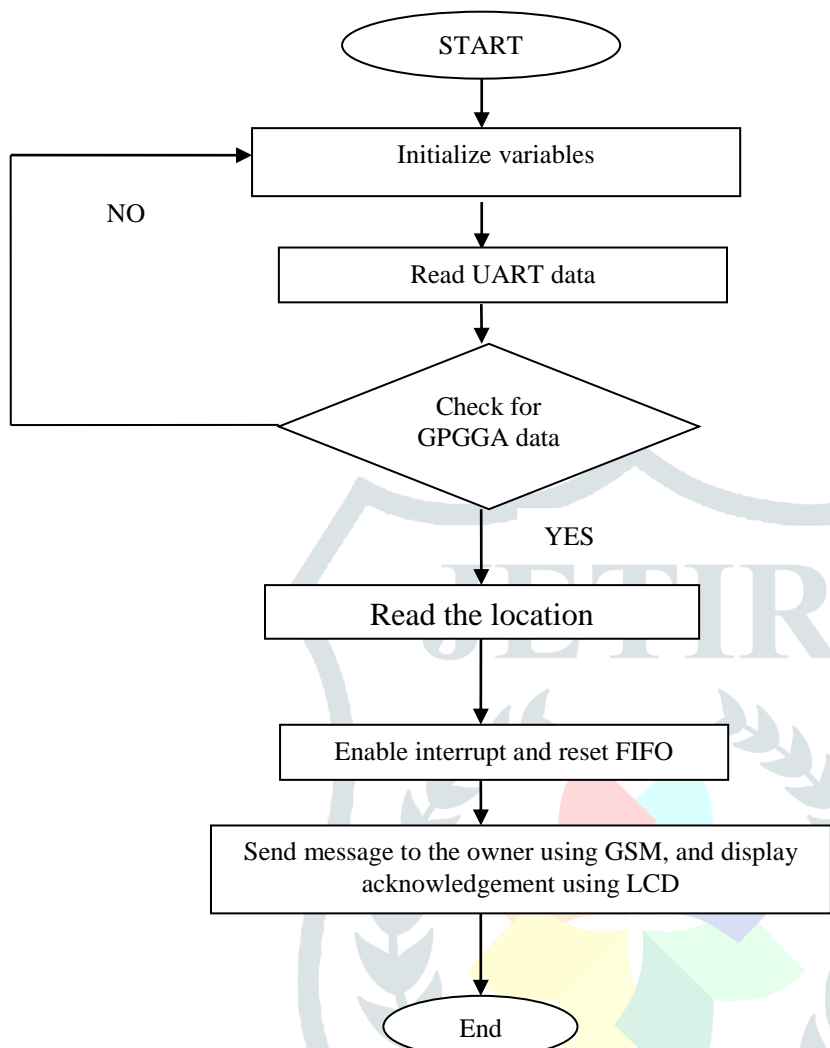 START
Initialize variables
NO
Read UART data
Check for
GPGGA data
YES
JETIR
Read the location
Enable interrupt and reset FIFO
Send message to the owner using GSM, and display
acknowledgement using LCD
End